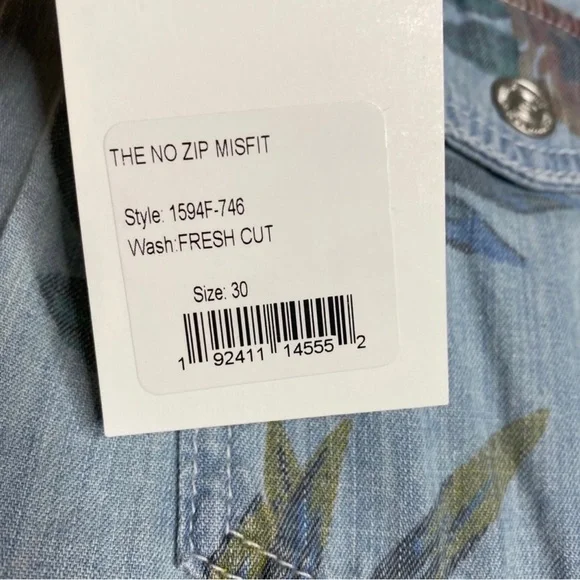 THE NO ZIP MISFIT
Style: 1594F-746
Wash:FRESH CUT
Size: 30
1 92411 14555 2